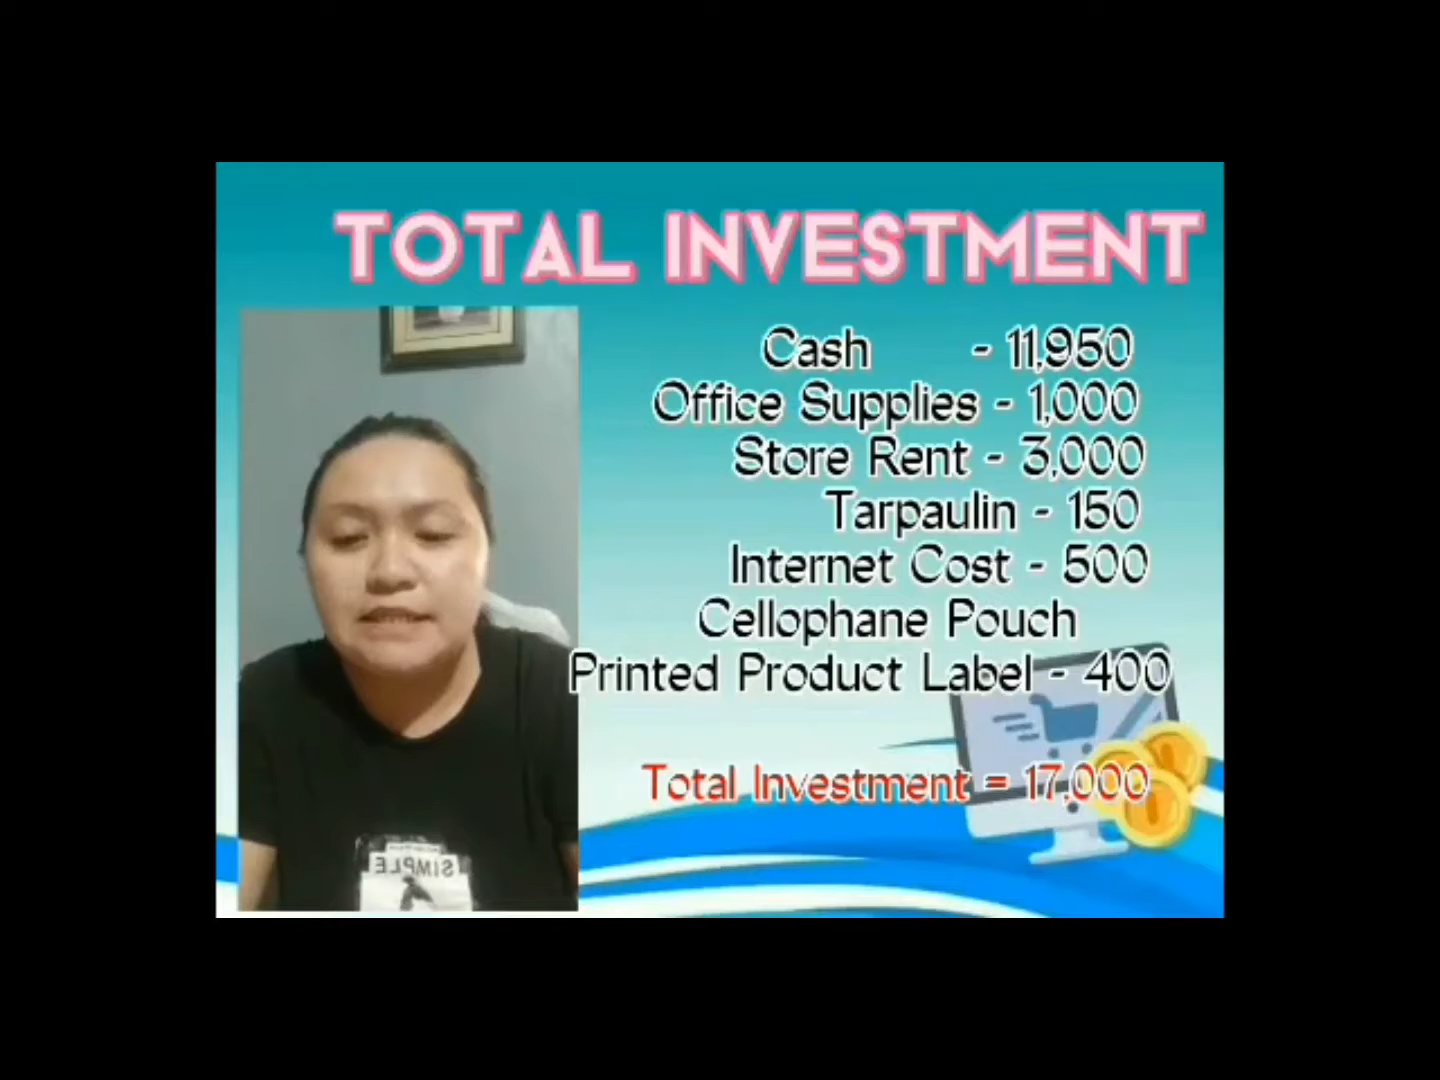 TOTAL INVESTMENT
Cash - 11,950
Office Supplies - 1,000
Store Rent - 3,000
Tarpaulin - 150
Internet Cost - 500
Cellophane Pouch
Printed Product Label - 400
Total Investment = 17,000
SIMPLE